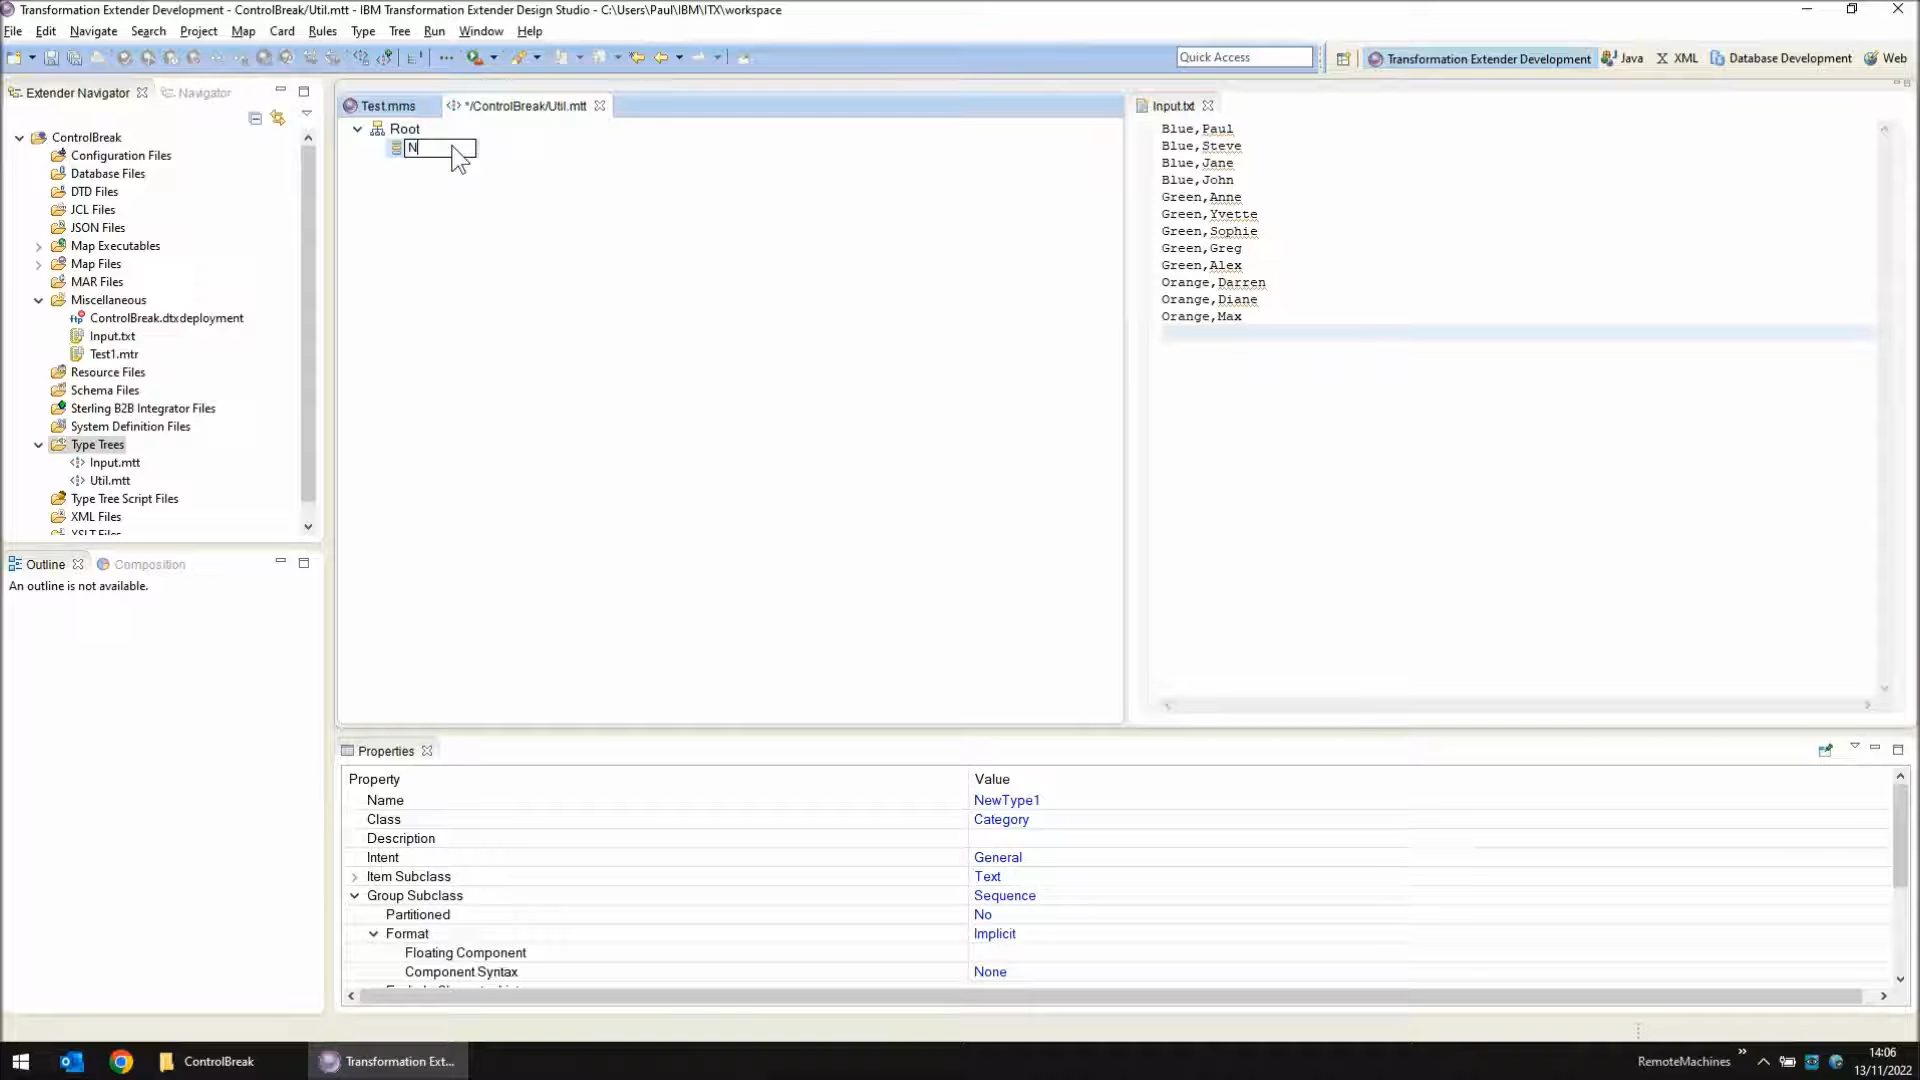 Transformation Extender Development - ControlBreak/Util.mtt - IBM Transformation Extender Design Studio - C:\Users\Paul\IBM\ITX\workspace
File Edit Navigate Search Project Map Card Rules Type Tree Run Window Help
Quick Access
Transformation Extender Development
Java
XML
Database Development
Web
Extender Navigator
Navigator
ControlBreak
Configuration Files
Database Files
DTD Files
JCL Files
JSON Files
Map Executables
Map Files
MAR Files
Miscellaneous
ControlBreak.dtxdeployment
Input.txt
Test1.mtr
Resource Files
Schema Files
Sterling B2B Integrator Files
System Definition Files
Type Trees
Input.mtt
Util.mtt
Type Tree Script Files
XML Files
XSLT Files
Outline
Composition
An outline is not available.
Test.mms
*/ControlBreak/Util.mtt
Root
N
Input.txt
Blue,Paul
Blue,Steve
Blue,Jane
Blue,John
Green,Anne
Green,Yvette
Green,Sophie
Green,Greg
Green,Alex
Orange,Darren
Orange,Diane
Orange,Max
Properties
Property Value
Name NewType1
Class Category
Description
Intent General
Item Subclass Text
Group Subclass Sequence
Partitioned No
Format Implicit
Floating Component
Component Syntax None
ControlBreak
Transformation Ext...
RemoteMachines
14:06
13/11/2022